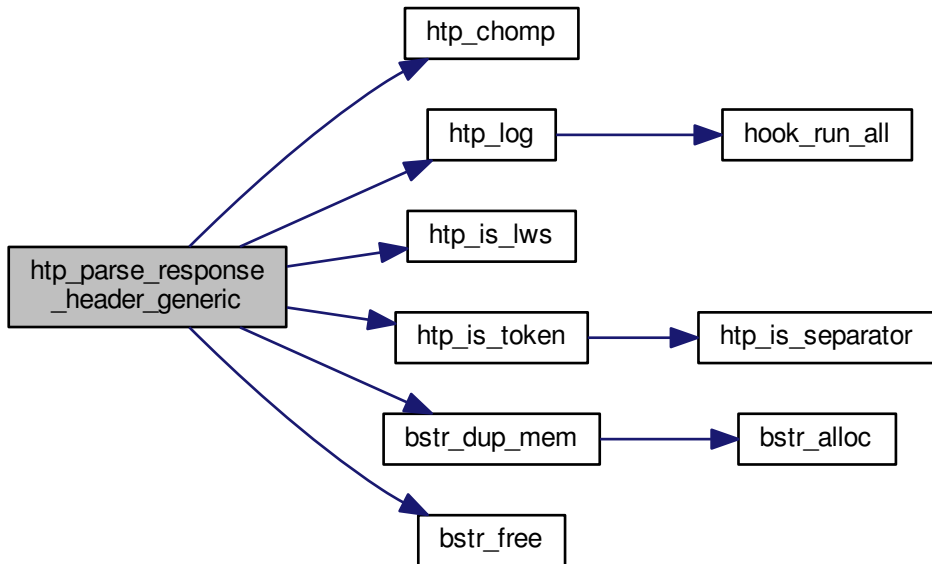 htp_chomp
htp_log
hook_run_all
htp_is_lws
htp_parse_response
_header_generic
htp_is_token
htp_is_separator
bstr_dup_mem
bstr_alloc
bstr_free